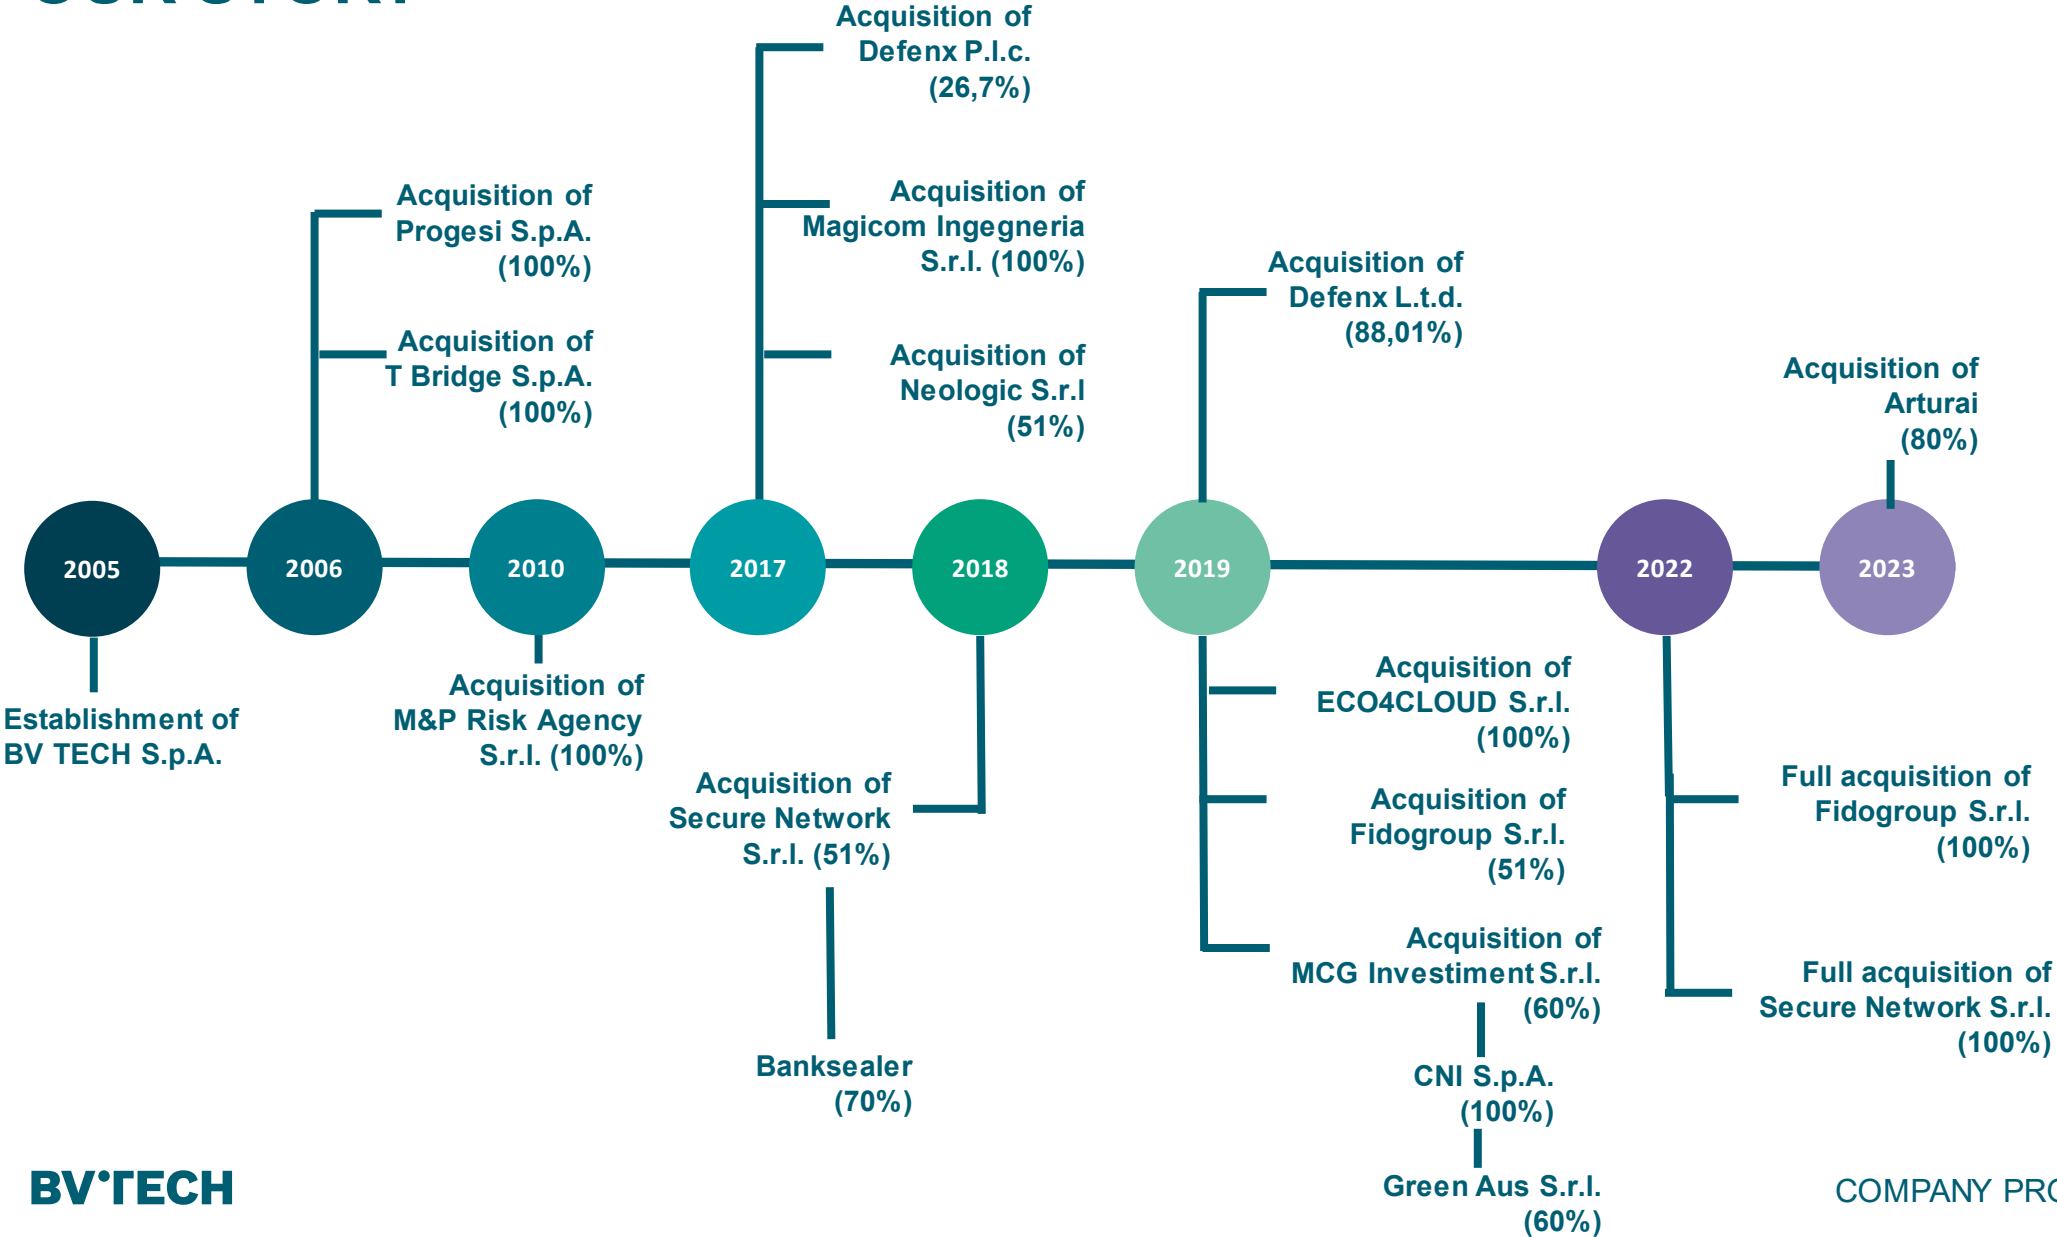 OUR STORY
Acquisition of
Defenx P.l.c.
(26,7%)
Acquisition of
Progesi S.p.A.
(100%)
Acquisition of
Magicom Ingegneria
S.r.l. (100%)
Acquisition of
Defenx L.t.d.
(88,01%)
Acquisition of
T Bridge S.p.A.
(100%)
Acquisition of
Neologic S.r.l
(51%)
Acquisition of
Arturai
(80%)
2005
2006
2010
2017
2018
2019
2022
2023
Establishment of
BV TECH S.p.A.
Acquisition of
M&P Risk Agency
S.r.l. (100%)
Acquisition of
Secure Network
S.r.l. (51%)
Banksealer
(70%)
Acquisition of
ECO4CLOUD S.r.l.
(100%)
Acquisition of
Fidogroup S.r.l.
(51%)
Acquisition of
MCG Investiment S.r.l.
(60%)
CNI S.p.A.
(100%)
Green Aus S.r.l.
(60%)
Full acquisition of
Fidogroup S.r.l.
(100%)
Full acquisition of
Secure Network S.r.l.
(100%)
BV TECH
COMPANY PRO